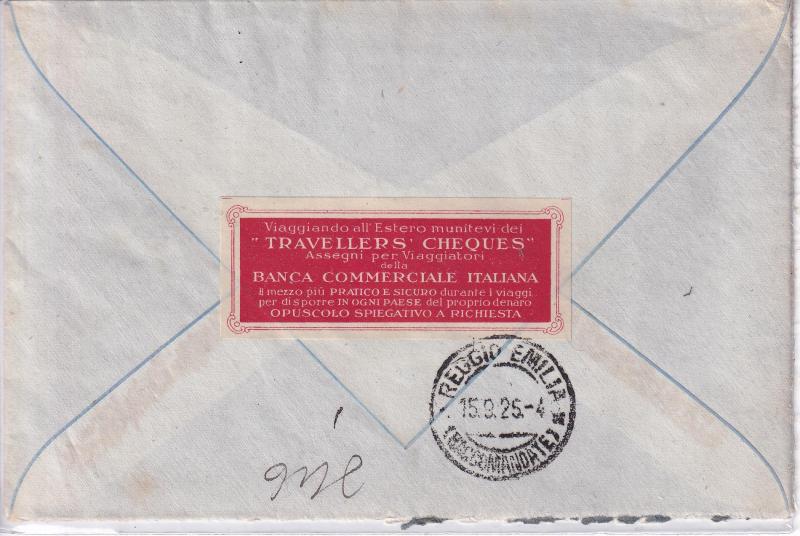 Viaggiando all'Estero munitevi dei
"TRAVELLERS' CHEQUES"
Assegni per Viaggiatori
della
BANCA COMMERCIALE ITALIANA
Il mezzo più PRATICO E SICURO durante i viaggi
per disporre IN OGNI PAESE del proprio denaro
OPUSCOLO SPIEGATIVO A RICHIESTA
REGGIO EMILIA
15.9.25.-4
(RACCOMANDATE)